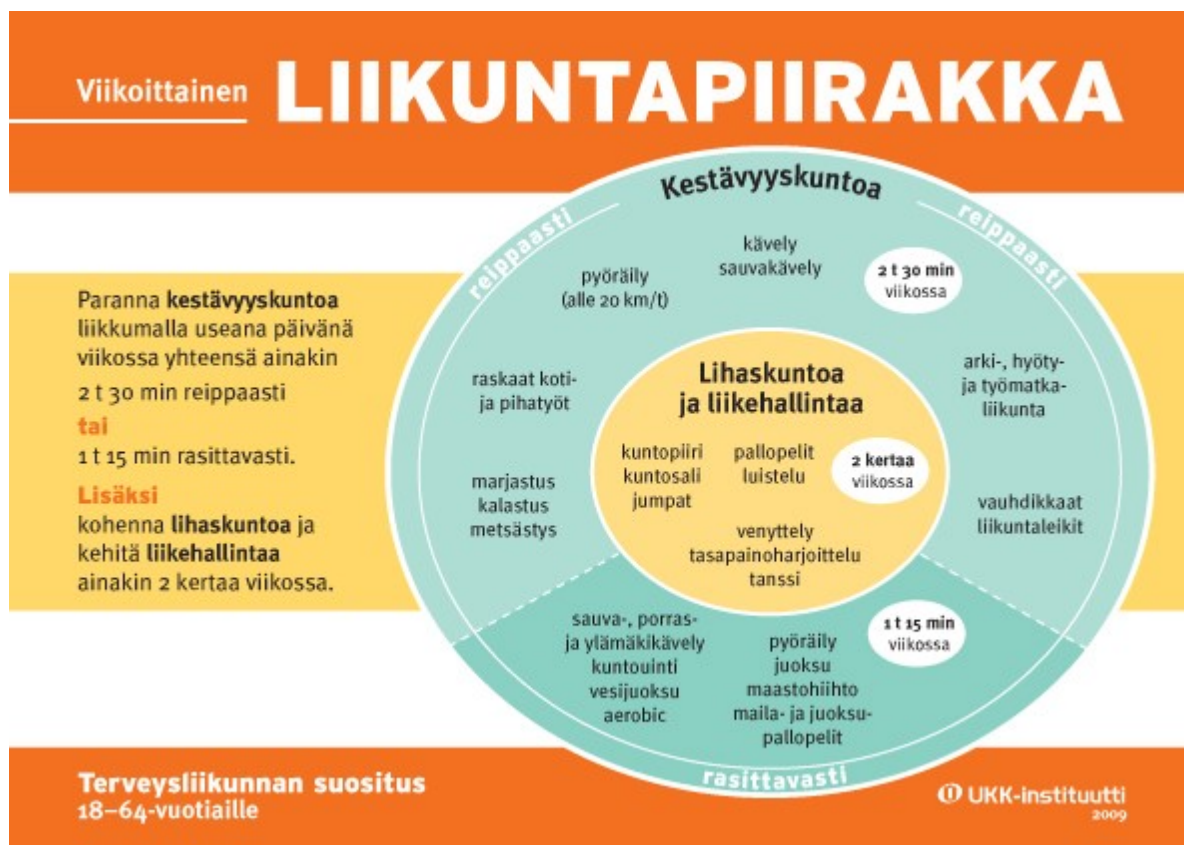 Viikoittainen LIIKUNTAPIIRAKKA
Paranna kestävyyskuntoa
liikkumalla useana päivänä
viikossa yhteensä ainakin
2 t 30 min reippaasti
tai
1 t 15 min rasittavasti.
Lisäksi
kohenna lihaskuntoa ja
kehitä liikehallintaa
ainakin 2 kertaa viikossa.
Kestävyyskuntoa
reippaasti
reippaasti
kävely
sauvakävely
2 t 30 min
viikossa
pyöräily
(alle 20 km/t)
raskaat koti-
ja pihatyöt
arki-, hyöty-
ja työmatka-
liikunta
marjastus
kalastus
metsästys
vauhdikkaat
liikuntaleikit
Lihaskuntoa
ja liikehallintaa
kuntopiiri
kuntosali
jumpat
pallopelit
luistelu
2 kertaa
viikossa
venyttely
tasapainoharjoittelu
tanssi
sauva-, porras-
ja ylämäkikävely
kuntouinti
vesijuoksu
aerobic
pyöräily
juoksu
maastohiihto
maila- ja juoksu-
pallopelit
1 t 15 min
viikossa
rasittavasti
Terveysliikunnan suositus
18–64-vuotiaille
UKK-instituutti
2009